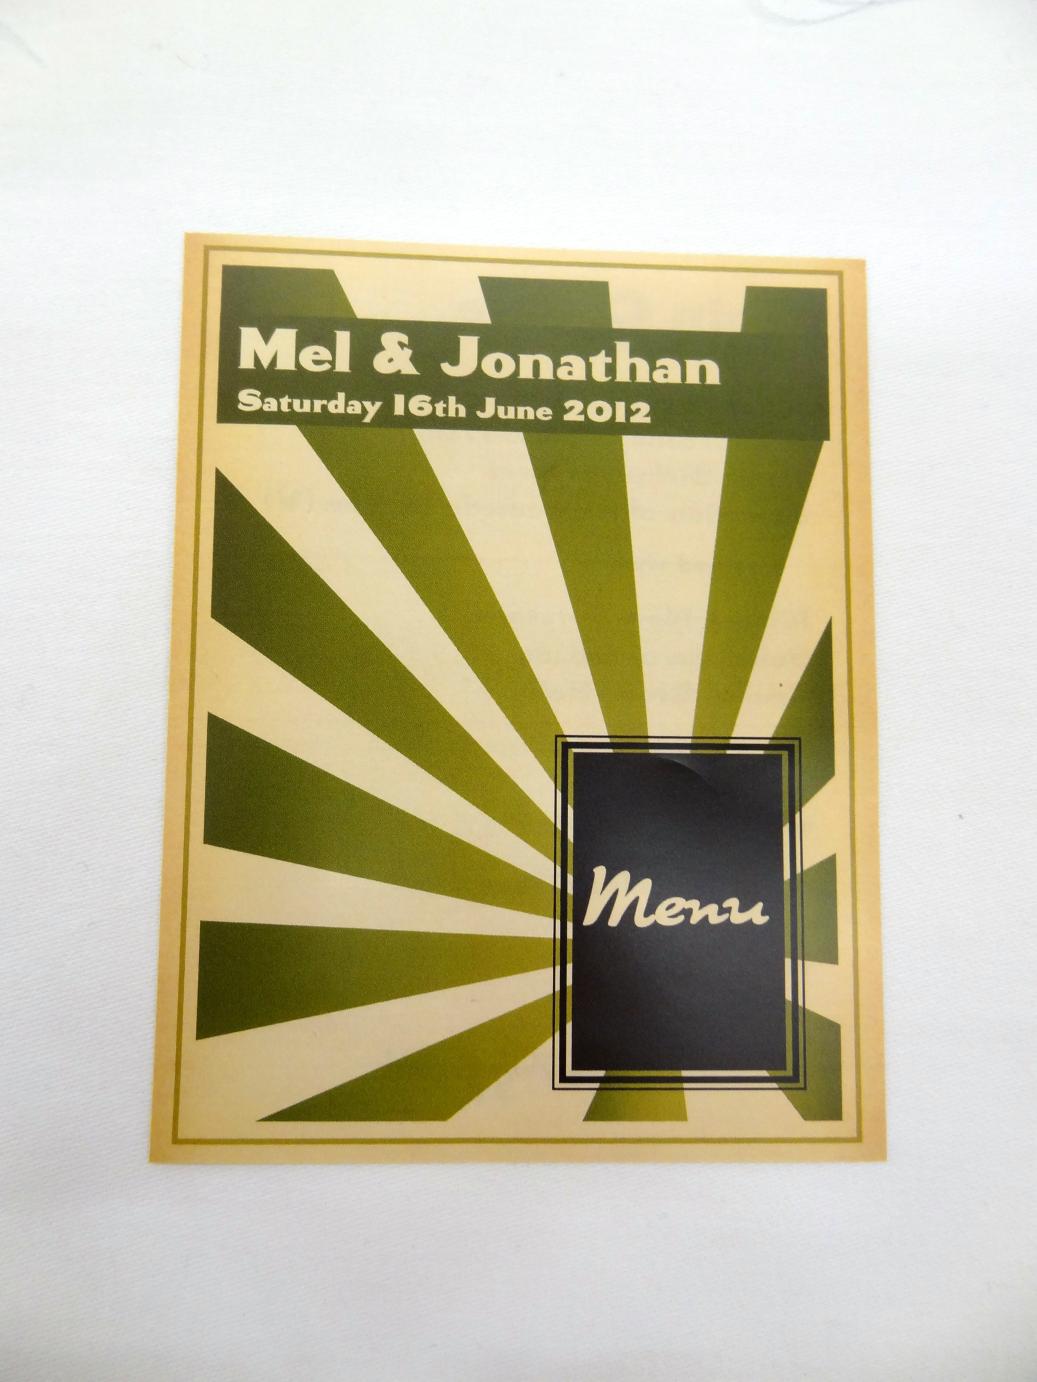 Mel & Jonathan
Saturday 16th June 2012
Menu